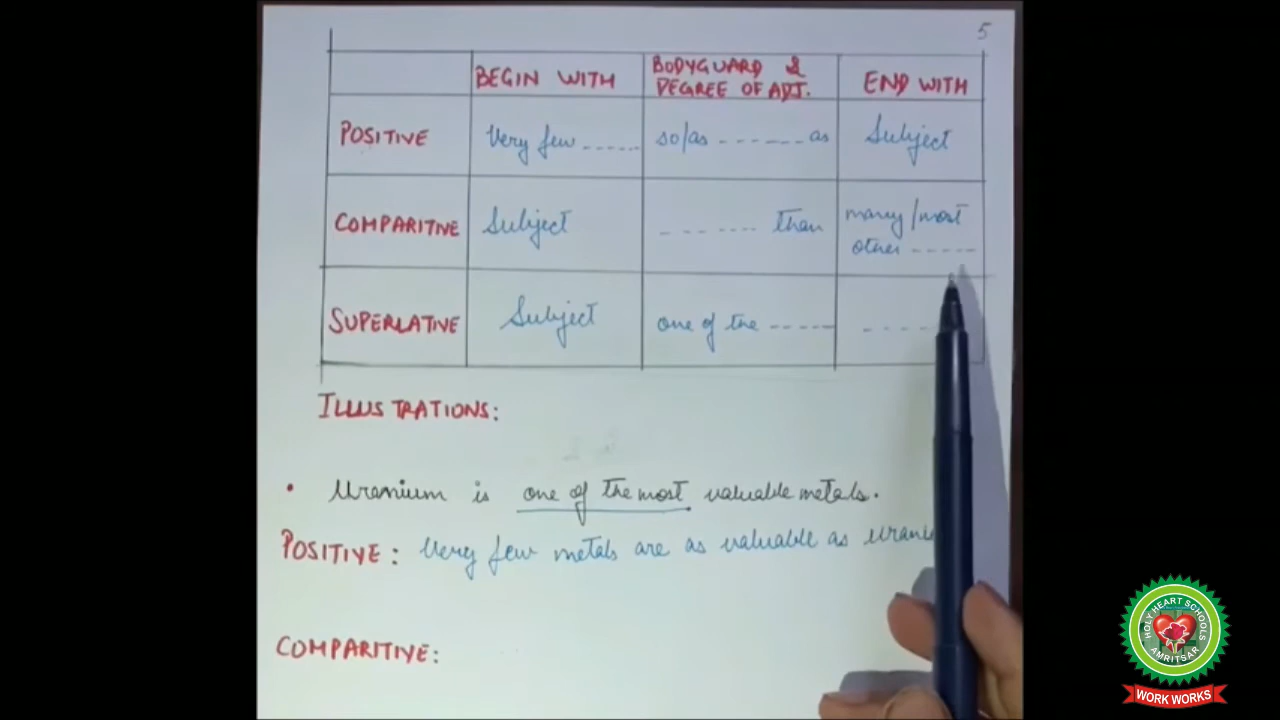 5
BEGIN WITH
BODYGUARD &
DEGREE OF ADJ.
END WITH
POSITIVE
Very few ------
so/as ------- as
Subject
COMPARITIVE
Subject
------- than
many/most
other -----
SUPERLATIVE
Subject
one of the -----
----
ILLUSTRATIONS:
• Uranium is one of the most valuable metals.
POSITIVE: Very few metals are as valuable as
COMPARITIVE:
HOLY HEART SCHOOLS
AMRITSAR
WORK WORKS